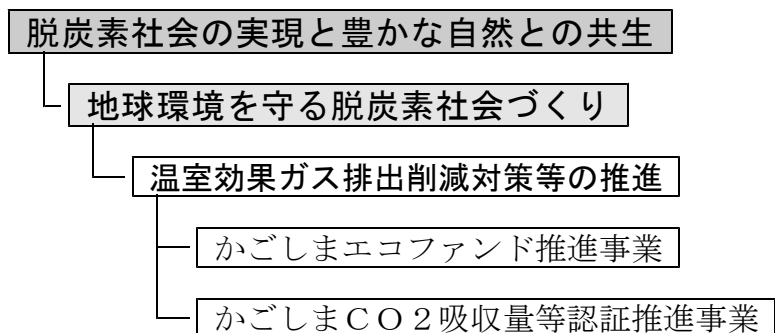 脱炭素社会の実現と豊かな自然との共生
地球環境を守る脱炭素社会づくり
温室効果ガス排出削減対策等の推進
かごしまエコファンド推進事業
かごしまＣＯ２吸収量等認証推進事業